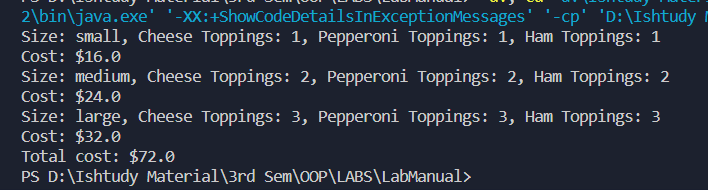 2\bin\java.exe' '-XX:+ShowCodeDetailsInExceptionMessages' '-cp' 'D:\Ishtudy M
Size: small, Cheese Toppings: 1, Pepperoni Toppings: 1, Ham Toppings: 1
Cost: $16.0
Size: medium, Cheese Toppings: 2, Pepperoni Toppings: 2, Ham Toppings: 2
Cost: $24.0
Size: large, Cheese Toppings: 3, Pepperoni Toppings: 3, Ham Toppings: 3
Cost: $32.0
Total cost: $72.0
PS D:\Ishtudy Material\3rd Sem\OOP\LABS\LabManual>